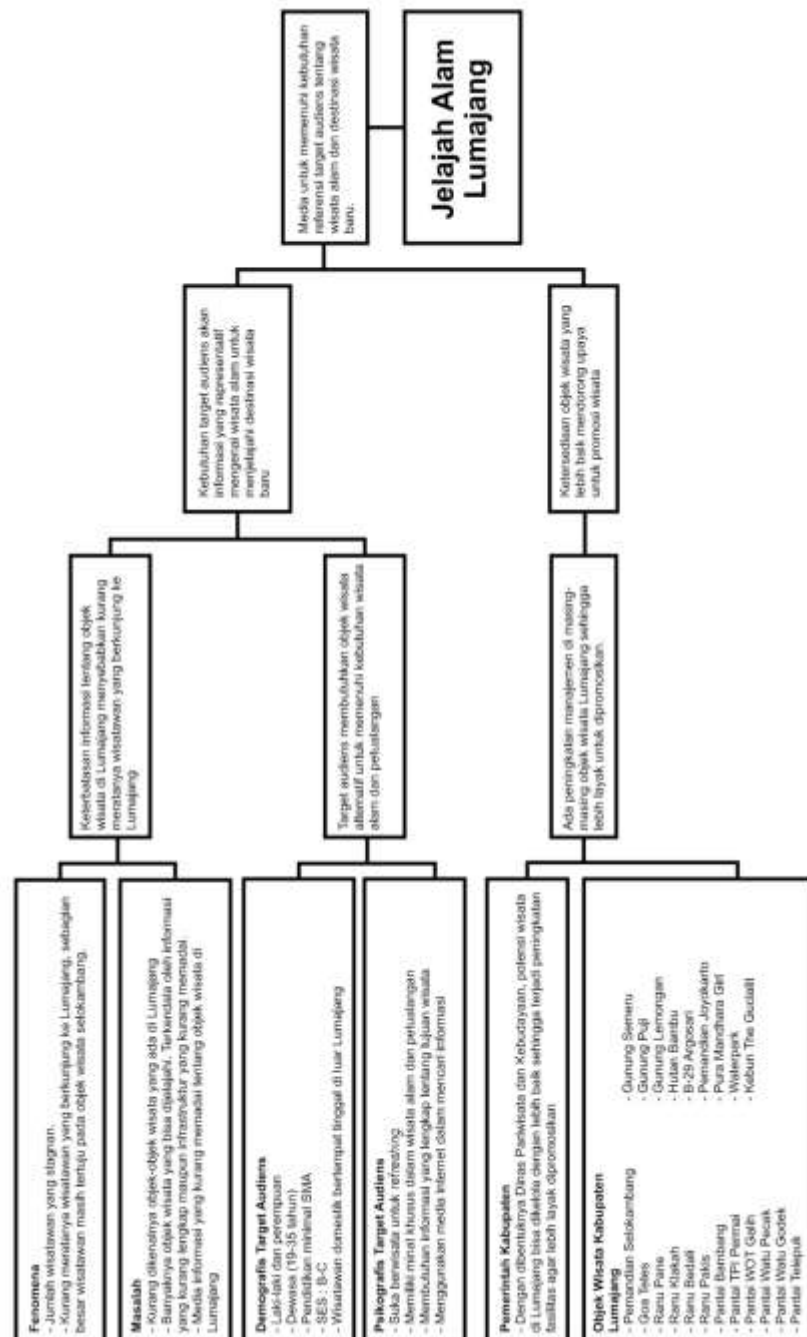 Fenomena
- Jumlah wisatawan yang stagnan.
- Kurang meratanya wisatawan yang berkunjung ke Lumajang, sebagian
besar wisatawan masih tertuju pada objek wisata selokambang.
Masalah
- Kurang dikenalnya objek-objek wisata yang ada di Lumajang
- Banyaknya objek wisata yang bisa dijelajahi. Terkendala oleh informasi
yang kurang lengkap maupun infrastruktur yang kurang memadai.
- Media informasi yang kurang memadai tentang objek wisata di
Lumajang
Demografis Target Audiens
- Laki-laki dan perempuan
- Dewasa (19-35 tahun)
- Pendidikan minimal SMA
- SES : B-C
- Wisatawan domestik bertempat tinggal di luar Lumajang
Psikografis Target Audiens
- Suka berwisata untuk refreshing
- Memiliki minat khusus dalam wisata alam dan petualangan
- Membutuhkan informasi yang lengkap tentang tujuan wisata
- Menggunakan media internet dalam mencari informasi
Pemerintah Kabupaten
- Dengan dibentuknya Dinas Pariwisata dan Kebudayaan, potensi wisata
di Lumajang bisa dikelola dengan lebih baik sehingga terjadi peningkatan
fasilitas agar lebih layak dipromosikan
Objek Wisata Kabupaten
Lumajang
- Pemandian Selokambang
- Goa Tetes
- Ranu Pane
- Ranu Klakah
- Ranu Bedali
- Ranu Pakis
- Pantai Bambang
- Pantai TPI Permai
- Pantai WOT Galih
- Pantai Watu Pecak
- Pantai Watu Godek
- Pantai Telepuk
- Gunung Semeru
- Gunung Puji
- Gunung Lemongan
- Hutan Bambu
- B-29 Argosari
- Pemandian Joyokarto
- Pura Mandhara Giri
- Waterpark
- Kebun The Gucialit
Keterbatasan informasi tentang objek
wisata di Lumajang menyebabkan kurang
meratanya wisatawan yang berkunjung ke
Lumajang
Target audiens membutuhkan objek wisata
alternatif untuk memenuhi kebutuhan wisata
alam dan petualangan
Ada peningkatan manajemen di masing-
masing objek wisata Lumajang sehingga
lebih layak untuk dipromosikan.
Kebutuhan target audiens akan
informasi yang representatif
mengenai wisata alam untuk
menjelajahi destinasi wisata
baru
Ketersediaan objek wisata yang
lebih baik mendorong upaya
untuk promosi wisata
Media untuk memenuhi kebutuhan
referensi target audiens tentang
wisata alam dan destinasi wisata
baru.
Jelajah Alam
Lumajang